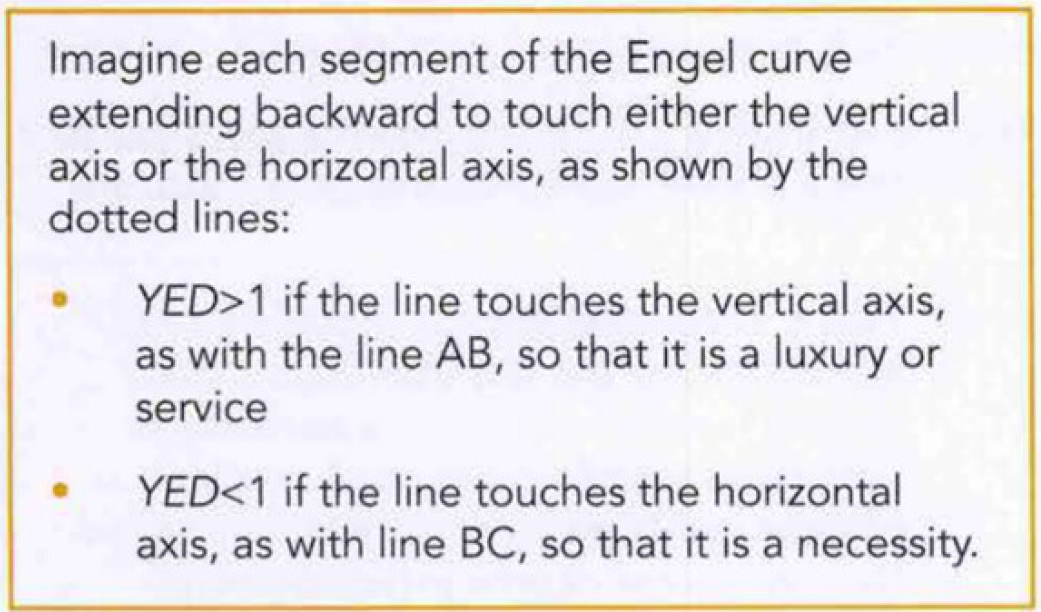 Imagine each segment of the Engel curve
extending backward to touch either the vertical
axis or the horizontal axis, as shown by the
dotted lines:
• YED>1 if the line touches the vertical axis,
as with the line AB, so that it is a luxury or
service
• YED<1 if the line touches the horizontal
axis, as with line BC, so that it is a necessity.